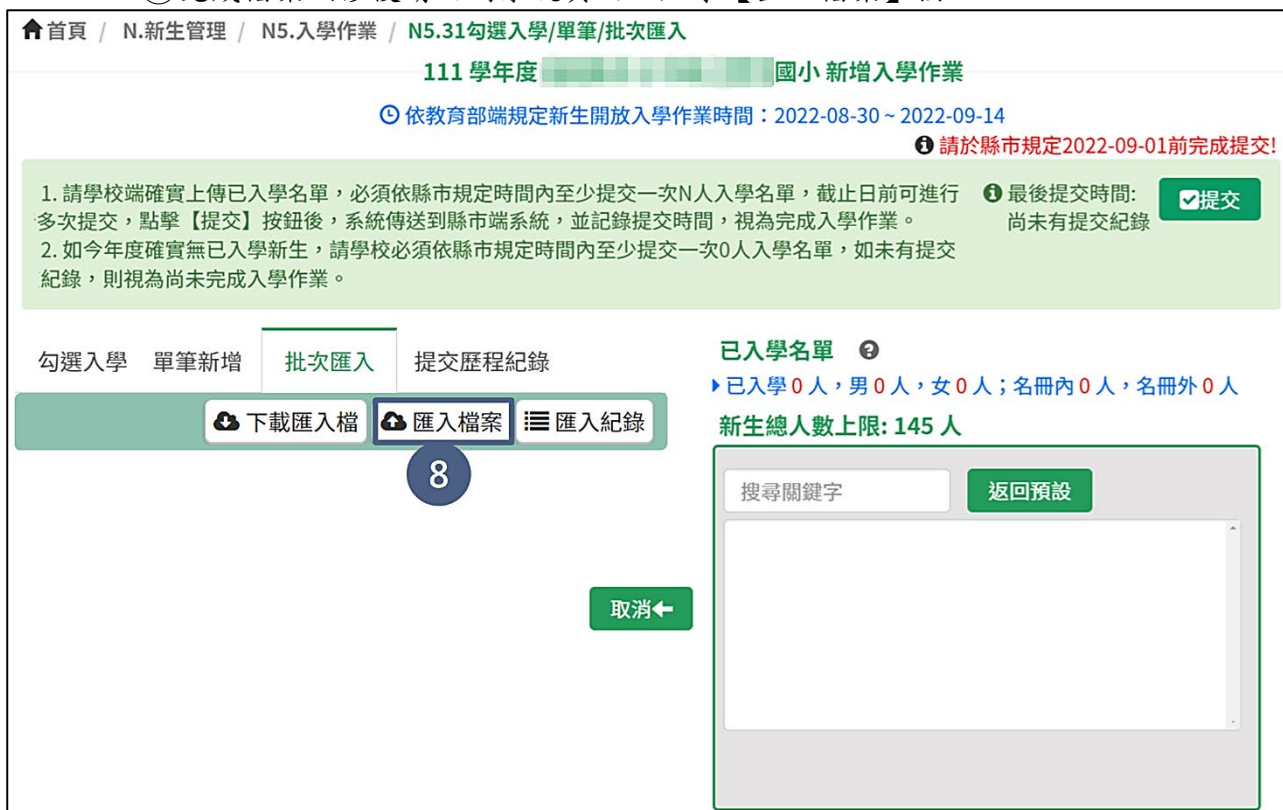 首頁 / N.新生管理 / N5.入學作業 / N5.31勾選入學/單筆/批次匯入
111 學年度 國小 新增入學作業
依教育部端規定新生開放入學作業時間：2022-08-30 ~ 2022-09-14
請於縣市規定2022-09-01前完成提交!
1. 請學校端確實上傳已入學名單，必須依縣市規定時間內至少提交一次N人入學名單，截止日前可進行
多次提交，點擊【提交】按鈕後，系統傳送到縣市端系統，並記錄提交時間，視為完成入學作業。
2. 如今年度確實無已入學新生，請學校必須依縣市規定時間內至少提交一次0人入學名單，如未有提交
紀錄，則視為尚未完成入學作業。
最後提交時間:
尚未有提交紀錄
提交
勾選入學 單筆新增 批次匯入 提交歷程紀錄
下載匯入檔 匯入檔案 匯入紀錄
8
已入學名單
已入學 0 人，男 0 人，女 0 人；名冊內 0 人，名冊外 0 人
新生總人數上限: 145 人
搜尋關鍵字 返回預設
取消